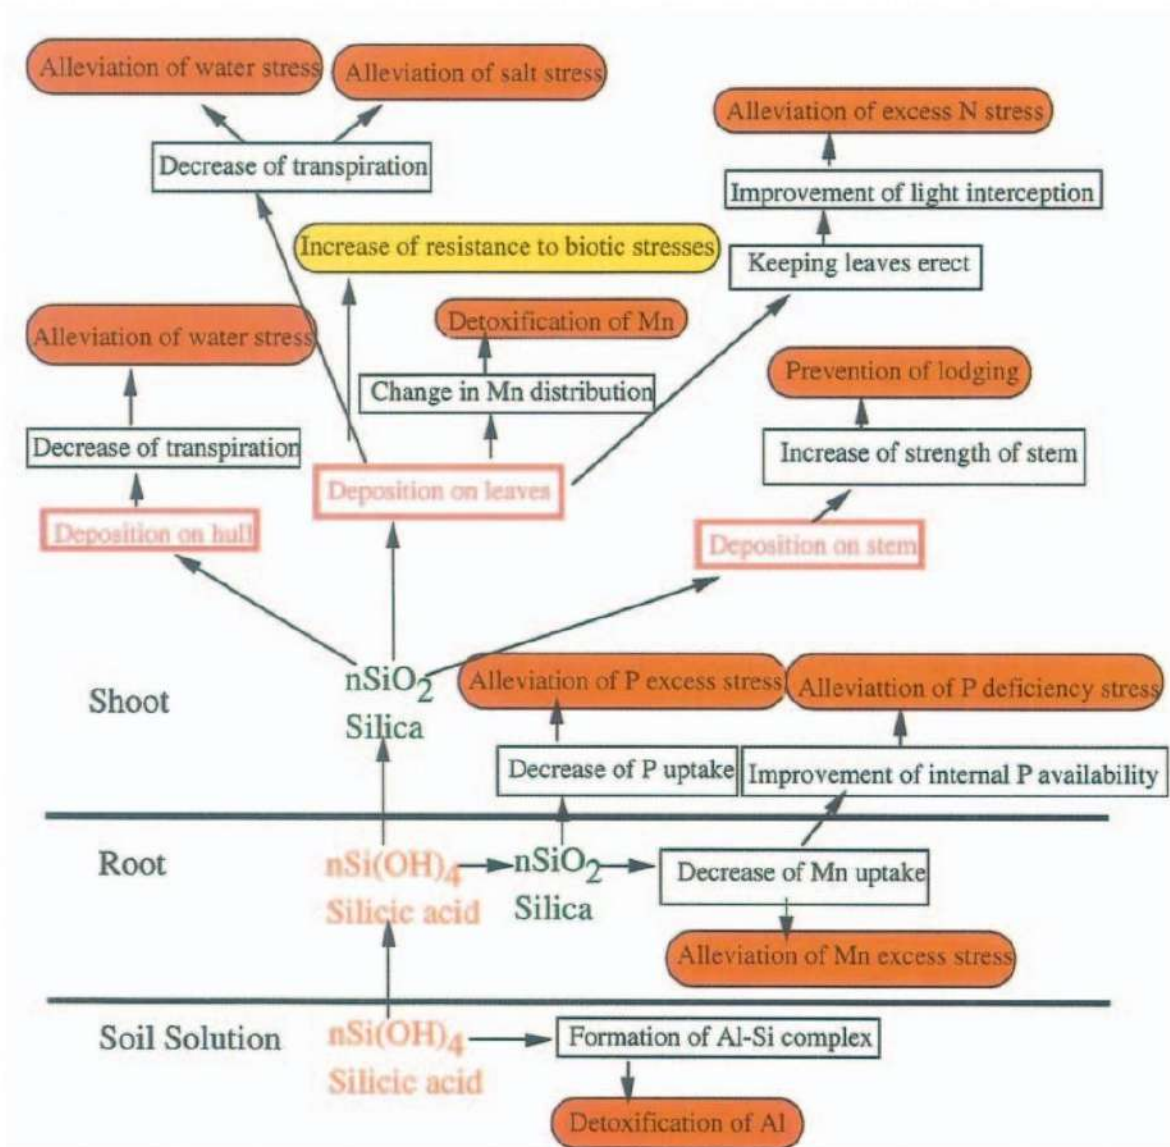 Alleviation of water stress
Alleviation of salt stress
Alleviation of excess N stress
Decrease of transpiration
Improvement of light interception
Increase of resistance to biotic stresses
Keeping leaves erect
Alleviation of water stress
Detoxification of Mn
Prevention of lodging
Change in Mn distribution
Decrease of transpiration
Increase of strength of stem
Deposition on leaves
Deposition on hull
Deposition on stem
Shoot
nSiO2
Silica
Alleviation of P excess stress
Alleviattion of P deficiency stress
Decrease of P uptake
Improvement of internal P availability
Root
nSi(OH)4
Silicic acid
nSiO2
Silica
Decrease of Mn uptake
Alleviation of Mn excess stress
Soil Solution
nSi(OH)4
Silicic acid
Formation of Al-Si complex
Detoxification of Al